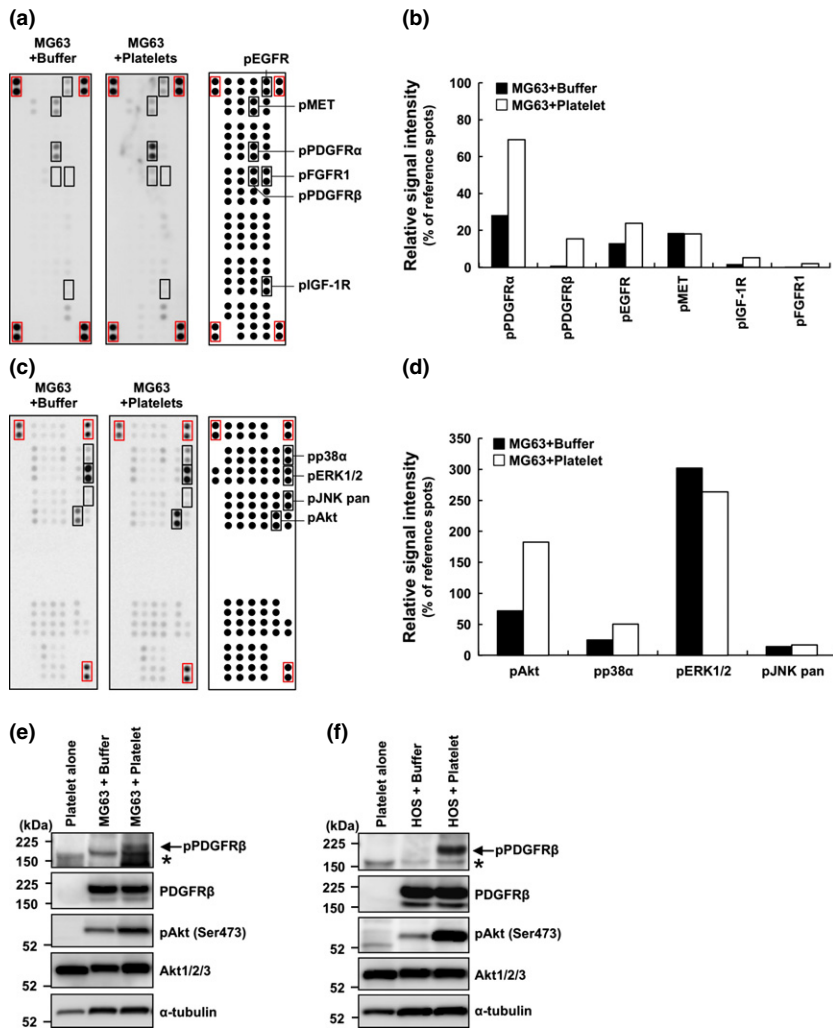 (a)
MG63
+Buffer
MG63
+Platelets
pEGFR
pMET
pPDGFRα
pFGFR1
pPDGFRβ
pIGF-1R
(b)
Relative signal intensity
(% of reference spots)
100
80
60
40
20
0
MG63+Buffer
MG63+Platelet
pPDGFRα
pPDGFRβ
pEGFR
pMET
pIGF-1R
pFGFR1
(c)
MG63
+Buffer
MG63
+Platelets
pp38α
pERK1/2
pJNK pan
pAkt
(d)
Relative signal intensity
(% of reference spots)
350
300
250
200
150
100
50
0
MG63+Buffer
MG63+Platelet
pAkt
pp38α
pERK1/2
pJNK pan
(e)
Platelet alone
MG63 + Buffer
MG63 + Platelet
(kDa)
225
150
pPDGFRβ
*
225
150
PDGFRβ
52
pAkt (Ser473)
52
Akt1/2/3
52
α-tubulin
(f)
Platelet alone
HOS + Buffer
HOS + Platelet
(kDa)
225
150
pPDGFRβ
*
225
150
PDGFRβ
52
pAkt (Ser473)
52
Akt1/2/3
52
α-tubulin